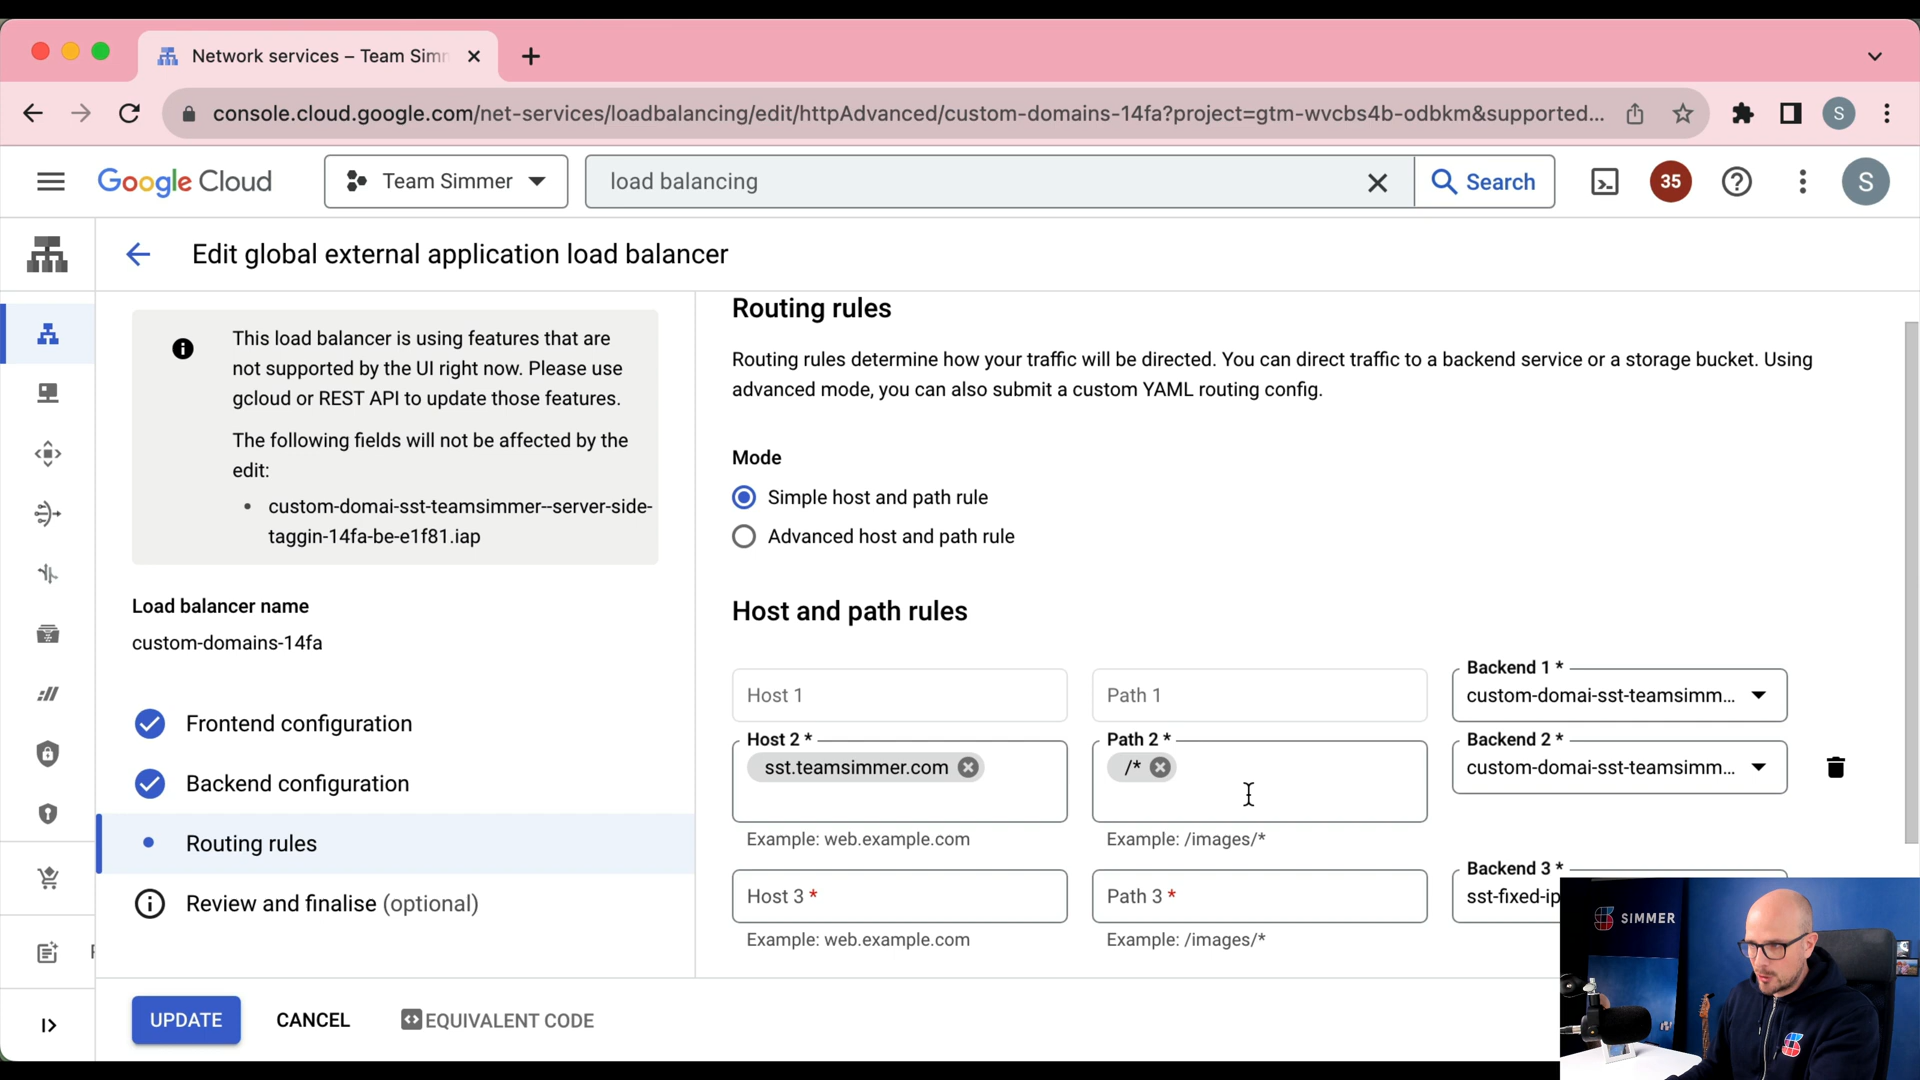 Network services – Team Simm
console.cloud.google.com/net-services/loadbalancing/edit/httpAdvanced/custom-domains-14fa?project=gtm-wvcbs4b-odbkm&supported...
S
Google Cloud
Team Simmer
load balancing
Search
35
S
Edit global external application load balancer
This load balancer is using features that are
not supported by the UI right now. Please use
gcloud or REST API to update those features.
The following fields will not be affected by the
edit:
• custom-domai-sst-teamsimmer--server-side-
taggin-14fa-be-e1f81.iap
Load balancer name
custom-domains-14fa
Frontend configuration
Backend configuration
Routing rules
Review and finalise (optional)
UPDATE
CANCEL
EQUIVALENT CODE
Routing rules
Routing rules determine how your traffic will be directed. You can direct traffic to a backend service or a storage bucket. Using
advanced mode, you can also submit a custom YAML routing config.
Mode
Simple host and path rule
Advanced host and path rule
Host and path rules
Host 1
Path 1
Backend 1 *
custom-domai-sst-teamsimm...
Host 2 *
sst.teamsimmer.com
Example: web.example.com
Path 2 *
/*
Example: /images/*
Backend 2 *
custom-domai-sst-teamsimm...
Host 3 *
Example: web.example.com
Path 3 *
Example: /images/*
Backend 3 *
sst-fixed-ip
SIMMER